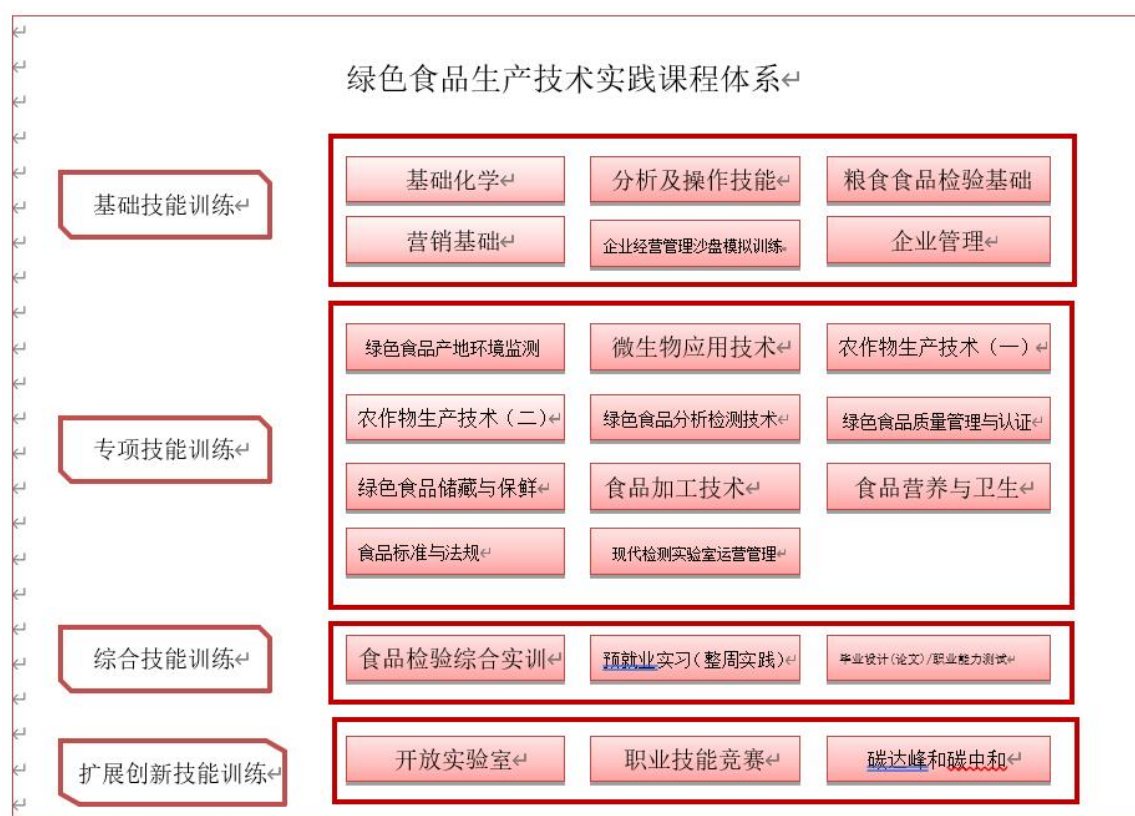 绿色食品生产技术实践课程体系
基础技能训练
基础化学
分析及操作技能
粮食食品检验基础
营销基础
企业经营管理沙盘模拟训练
企业管理
专项技能训练
绿色食品产地环境监测
微生物应用技术
农作物生产技术（一）
农作物生产技术（二）
绿色食品分析检测技术
绿色食品质量管理与认证
绿色食品储藏与保鲜
食品加工技术
食品营养与卫生
食品标准与法规
现代检测实验室运营管理
综合技能训练
食品检验综合实训
预就业实习(整周实践)
毕业设计(论文)/职业能力测试
扩展创新技能训练
开放实验室
职业技能竞赛
碳达峰和碳中和